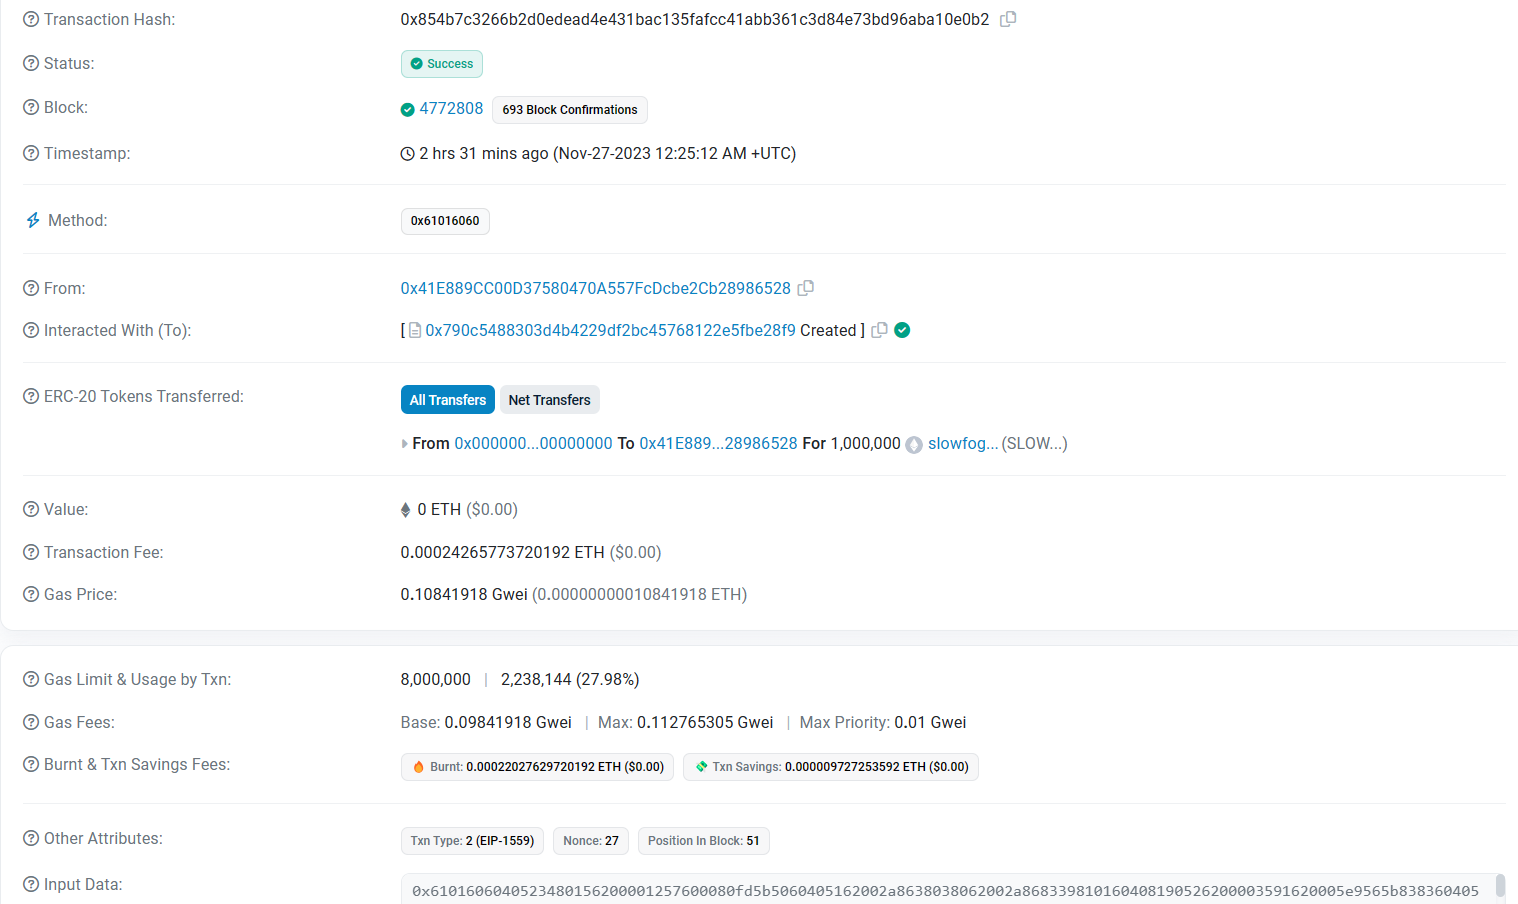 Transaction Hash: 0x854b7c3266b2d0edead4e431bac135fafcc41abb361c3d84e73bd96aba10e0b2
Status: Success
Block: 4772808 693 Block Confirmations
Timestamp: 2 hrs 31 mins ago (Nov-27-2023 12:25:12 AM +UTC)
Method: 0x61016060
From: 0x41E889CC00D37580470A557FcDcbe2Cb28986528
Interacted With (To): [ 0x790c5488303d4b4229df2bc45768122e5fbe28f9 Created ]
ERC-20 Tokens Transferred: All Transfers Net Transfers
From 0x000000...00000000 To 0x41E889...28986528 For 1,000,000 slowfog... (SLOW...)
Value: 0 ETH ($0.00)
Transaction Fee: 0.00024265773720192 ETH ($0.00)
Gas Price: 0.10841918 Gwei (0.00000000010841918 ETH)
Gas Limit & Usage by Txn: 8,000,000 | 2,238,144 (27.98%)
Gas Fees: Base: 0.09841918 Gwei | Max: 0.112765305 Gwei | Max Priority: 0.01 Gwei
Burnt & Txn Savings Fees: Burnt: 0.00022027629720192 ETH ($0.00) Txn Savings: 0.000009727253592 ETH ($0.00)
Other Attributes: Txn Type: 2 (EIP-1559) Nonce: 27 Position In Block: 51
Input Data: 0x6101606040523480156200001257600080fd5b5060405162002a8638038062002a868339810160408190526200003591620005e9565b838360405